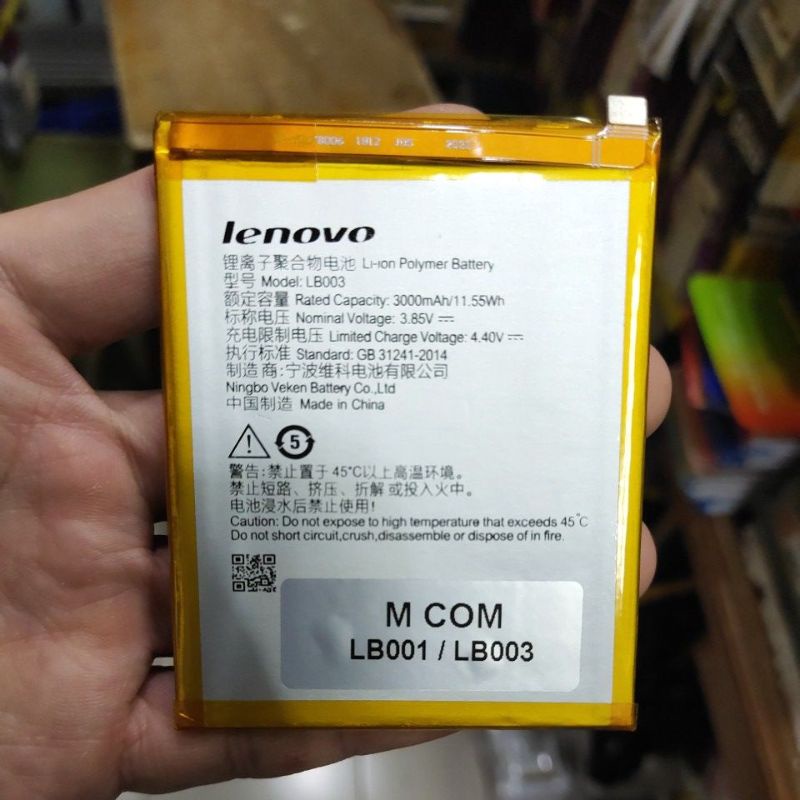 lenovo
锂离子聚合物电池 Li-ion Polymer Battery
型号 Model: LB003
额定容量 Rated Capacity: 3000mAh/11.55Wh
标称电压 Nominal Voltage: 3.85V
充电限制电压 Limited Charge Voltage: 4.40V
执行标准 Standard: GB 31241-2014
制造商:宁波维科电池有限公司
Ningbo Veken Battery Co.,Ltd
中国制造 Made in China
5
警告:禁止置于45℃以上高温环境。
禁止短路、挤压、折解或投入火中。
电池浸水后禁止使用!
Caution: Do not expose to high temperature that exceeds 45℃
Do not short circuit,crush,disassemble or dispose of in fire.
M COM
LB001 / LB003